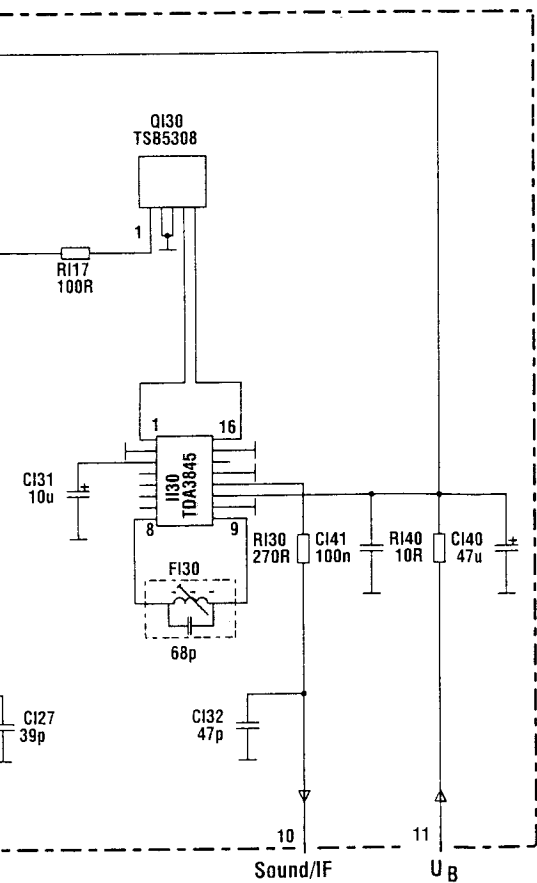 QI30
TSB5308
1
RI17
100R
1
16
II30
TDA3845
CI31
10u
+
8
9
RI30
270R
CI41
100n
RI40
10R
CI40
47u
+
FI30
68p
CI27
39p
CI32
47p
10
11
Sound/IF
UB